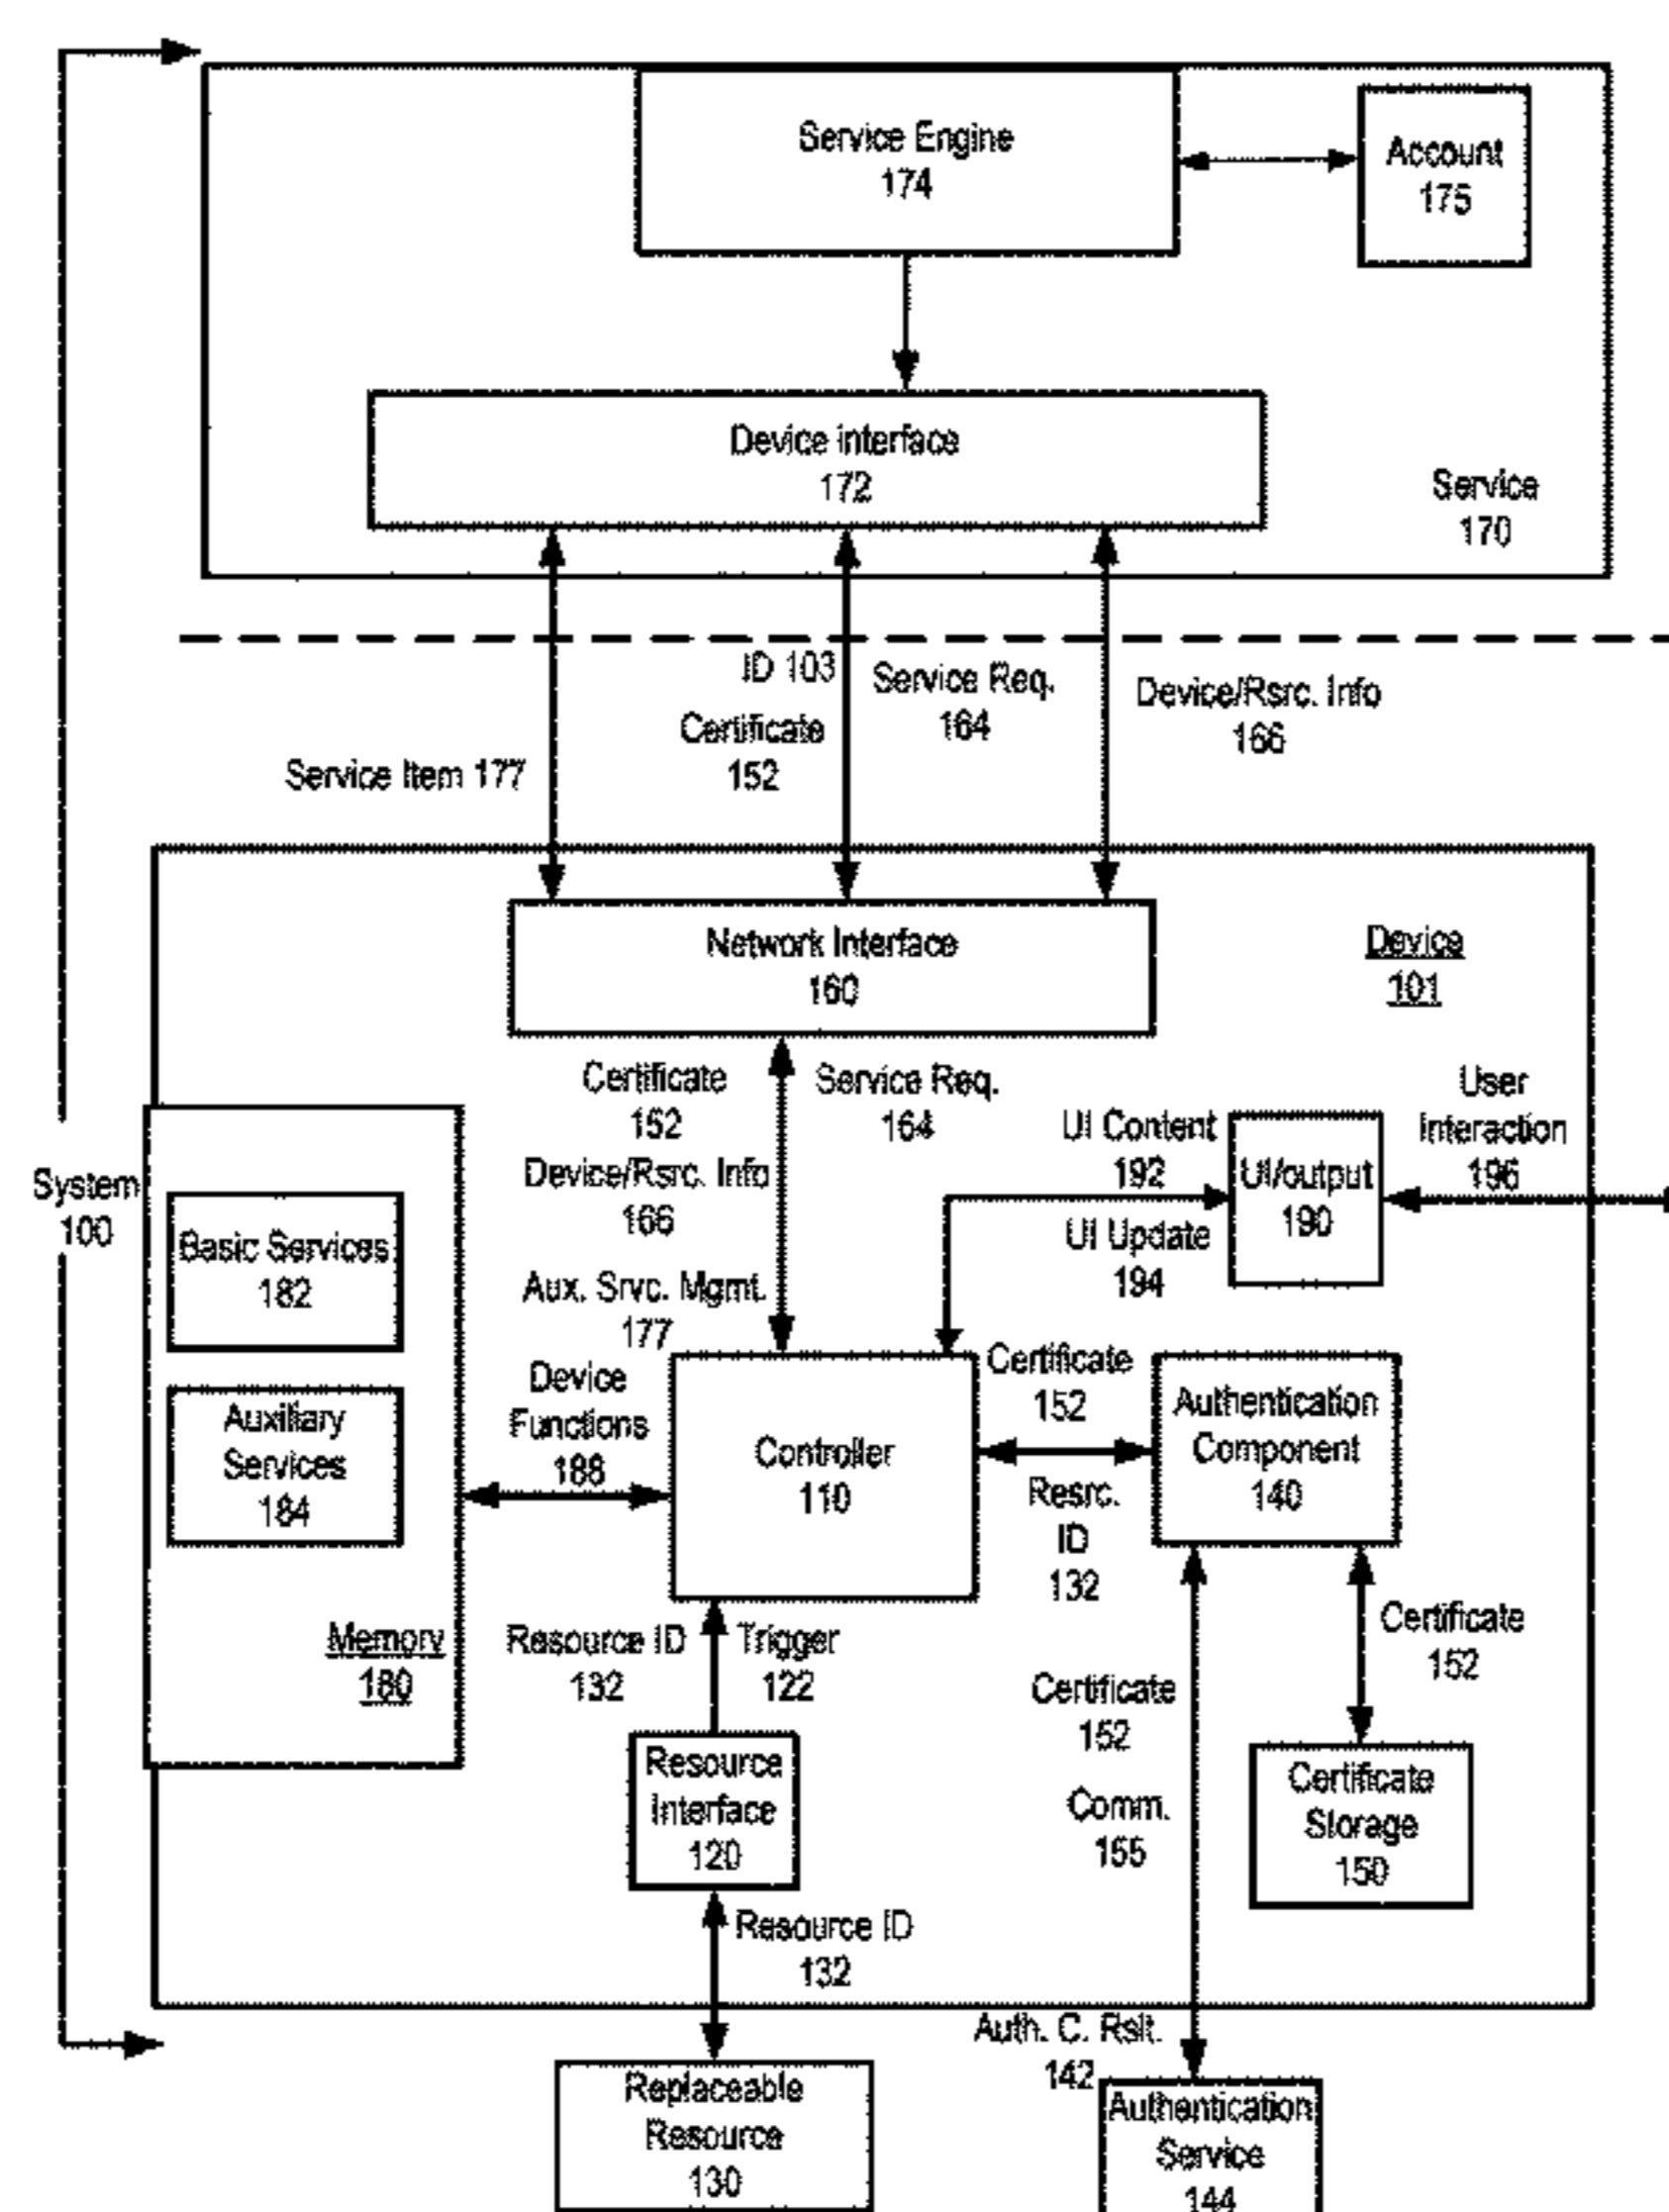 Service Engine
174
Account
175
Device interface
172
Service
170
ID 103
Certificate
152
Service Req.
164
Device/Rsrc. Info
166
Service Item 177
Network Interface
160
Device
101
Certificate
152
Service Req.
164
Device/Rsrc. Info
166
Aux. Srvc. Mgmt.
177
UI Content
192
UI Update
194
UI/output
190
User
Interaction
196
System
100
Basic Services
182
Auxiliary
Services
184
Memory
180
Device
Functions
188
Controller
110
Certificate
152
Resrc.
ID
132
Authentication
Component
140
Resource ID
132
Trigger
122
Certificate
152
Certificate
152
Comm.
155
Certificate
Storage
150
Resource
Interface
120
Resource ID
132
Auth. C. Rslt.
142
Replaceable
Resource
130
Authentication
Service
144